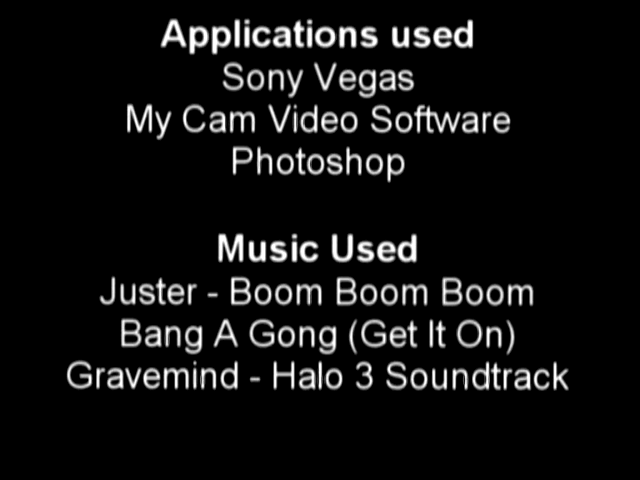 Applications used
Sony Vegas
My Cam Video Software
Photoshop
Music Used
Juster - Boom Boom Boom
Bang A Gong (Get It On)
Gravemind - Halo 3 Soundtrack